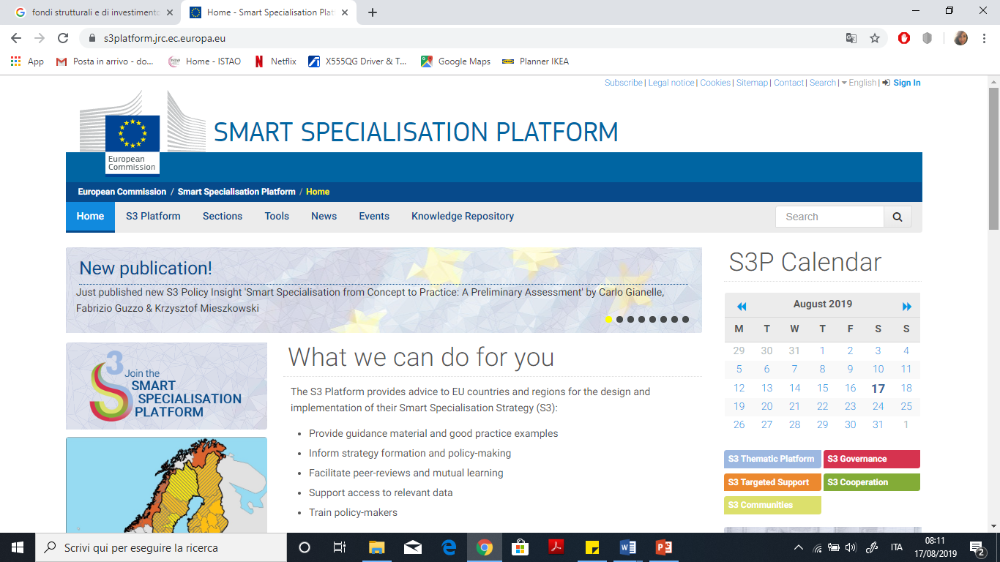 fondi strutturali e di investimento
Home - Smart Specialisation Plat
s3platform.jrc.ec.europa.eu
App
Posta in arrivo - do...
Home - ISTAO
Netflix
X555QG Driver & T...
Google Maps
Planner IKEA
Subscribe | Legal notice | Cookies | Sitemap | Contact | Search | English | Sign In
European
Commission
SMART SPECIALISATION PLATFORM
European Commission / Smart Specialisation Platform / Home
Home
S3 Platform
Sections
Tools
News
Events
Knowledge Repository
Search
New publication!
Just published new S3 Policy Insight 'Smart Specialisation from Concept to Practice: A Preliminary Assessment' by Carlo Gianelle,
Fabrizio Guzzo & Krzysztof Mieszkowski
S3
Join the
SMART
SPECIALISATION
PLATFORM
What we can do for you
The S3 Platform provides advice to EU countries and regions for the design and
implementation of their Smart Specialisation Strategy (S3):
• Provide guidance material and good practice examples
• Inform strategy formation and policy-making
• Facilitate peer-reviews and mutual learning
• Support access to relevant data
• Train policy-makers
S3P Calendar
August 2019
M T W T F S S
29 30 31 1 2 3 4
5 6 7 8 9 10 11
12 13 14 15 16 17 18
19 20 21 22 23 24 25
26 27 28 29 30 31 1
S3 Thematic Platform
S3 Governance
S3 Targeted Support
S3 Cooperation
S3 Communities
Scrivi qui per eseguire la ricerca
ITA
08:11
17/08/2019
2